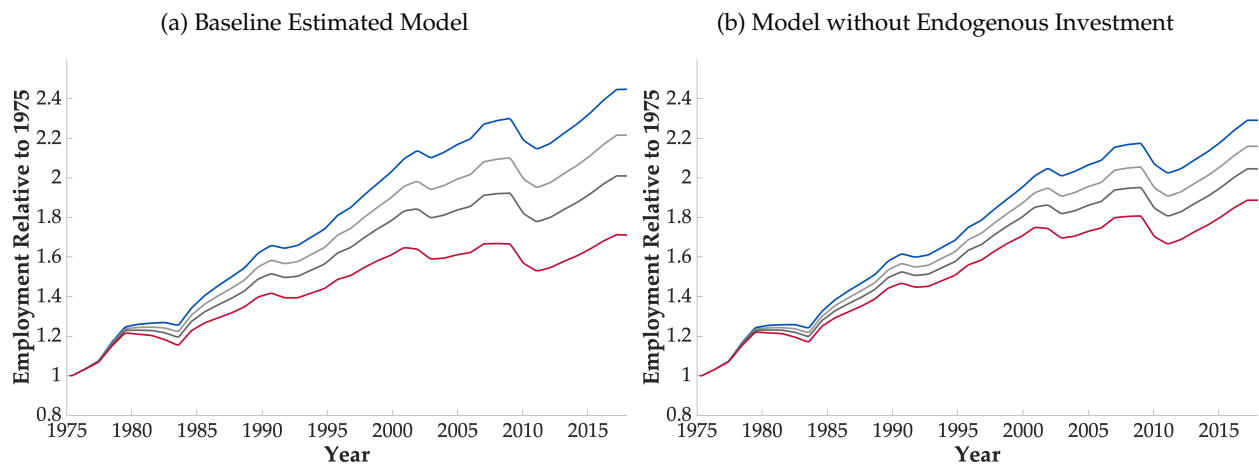 (a) Baseline Estimated Model
Employment Relative to 1975
2.4
2.2
2
1.8
1.6
1.4
1.2
1
0.8
1975 1980 1985 1990 1995 2000 2005 2010 2015
Year
(b) Model without Endogenous Investment
Employment Relative to 1975
2.4
2.2
2
1.8
1.6
1.4
1.2
1
0.8
1975 1980 1985 1990 1995 2000 2005 2010 2015
Year